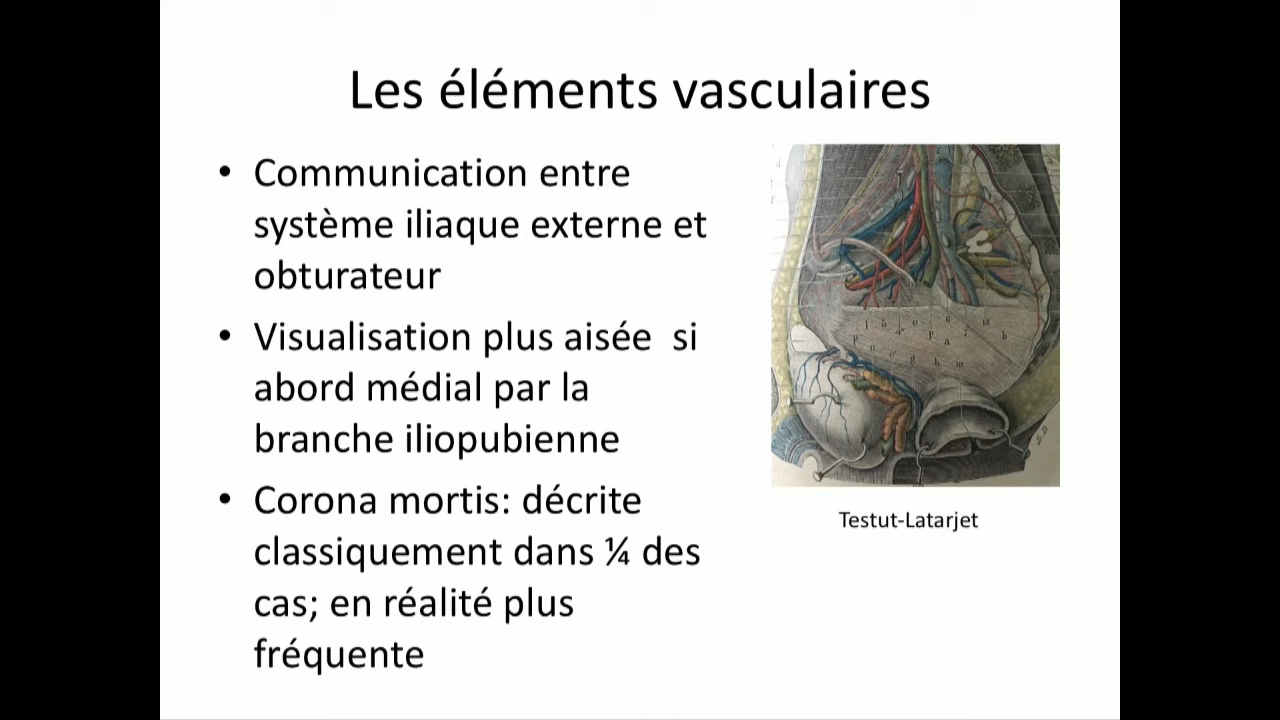 Les éléments vasculaires
• Communication entre
système iliaque externe et
obturateur
• Visualisation plus aisée si
abord médial par la
branche iliopubienne
• Corona mortis: décrite
classiquement dans ¼ des
cas; en réalité plus
fréquente
Testut-Latarjet